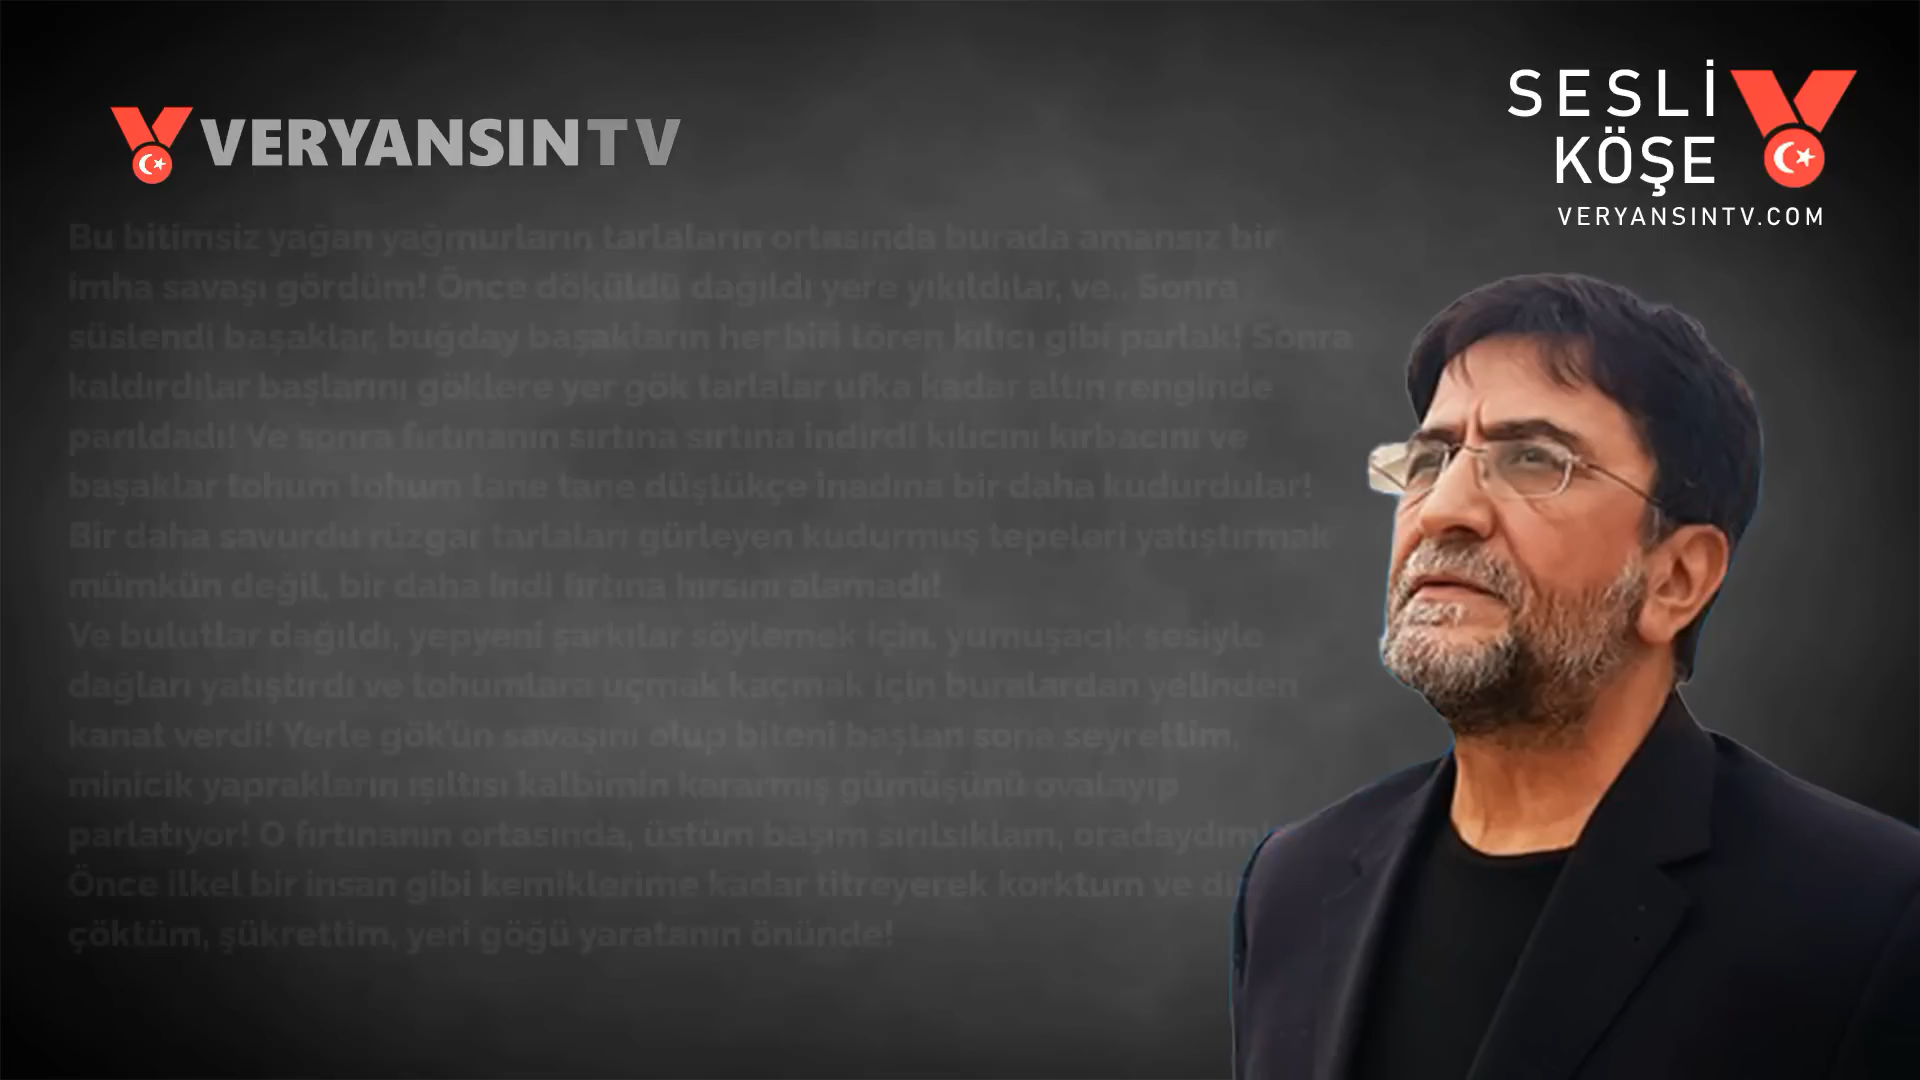 VERYANSINTV
SESLİ
KÖŞE
VERYANSINTV.COM
Bu bitimsiz yağan yağmurların tarlaların ortasında burada amansız bir
imha savaşı gördüm! Önce döküldü dağıldı yere yıkıldılar, ve.. Sonra
süslendi başaklar, buğday başakların her biri tören kılıcı gibi parlak! Sonra
kaldırdılar başlarını göklere yer gök tarlalar ufka kadar altın renginde
parıldadı! Ve sonra fırtınanın sırtına sırtına indirdi kılıcını kırbacını ve
başaklar tohum tohum tane tane düştükçe inadına bir daha kudurdular!
Bir daha savurdu rüzgar tarlaları gürleyen kudurmuş tepeleri yatıştırmak
mümkün değil, bir daha indi fırtına hırsını alamadı!
Ve bulutlar dağıldı, yepyeni şarkılar söylemek için. yumuşacık sesiyle
dağları yatıştırdı ve tohumlara uçmak kaçmak için buralardan yelinden
kanat verdi! Yerle gök'ün savaşını olup biteni baştan sona seyrettim,
minicik yaprakların ışıltısı kalbimin kararmış gümüşünü ovalayıp
parlatıyor! O fırtınanın ortasında, üstüm başım sırılsıklam, oradaydım!
Önce ilkel bir insan gibi kemiklerime kadar titreyerek korktum ve di
çöktüm, şükrettim, yeri göğü yaratanın önünde!